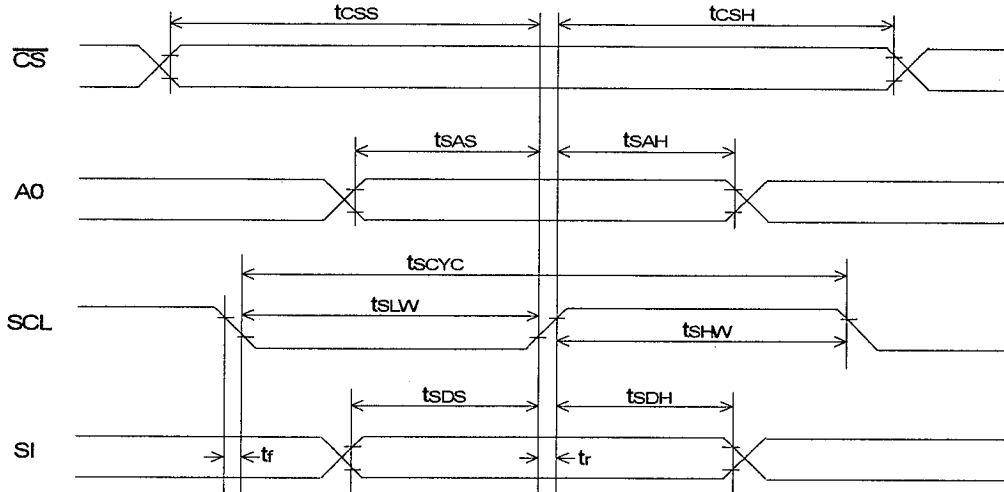 tCSS tCSH
CS
tSAS tSAH
A0
tSCYC
tSLW
SCL
tSHW
tSDS tSDH
SI
tf tr